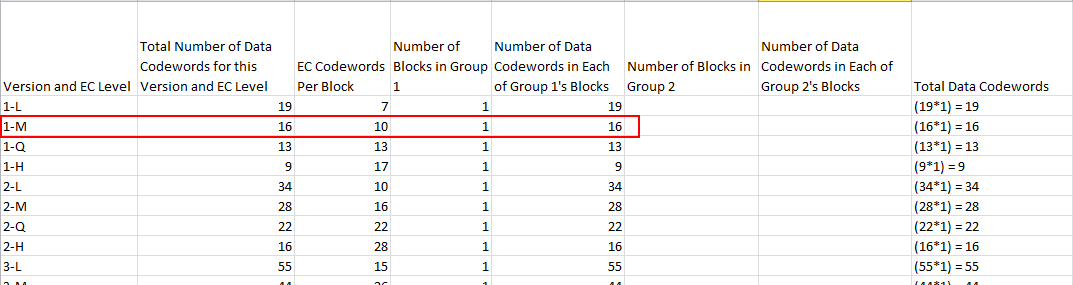 Version and EC Level Total Number of Data Codewords for this Version and EC Level EC Codewords Per Block Number of Blocks in Group 1 Number of Data Codewords in Each of Group 1's Blocks Number of Blocks in Group 2 Number of Data Codewords in Each of Group 2's Blocks Total Data Codewords
1-L 19 7 1 19 (19*1) = 19
1-M 16 10 1 16 (16*1) = 16
1-Q 13 13 1 13 (13*1) = 13
1-H 9 17 1 9 (9*1) = 9
2-L 34 10 1 34 (34*1) = 34
2-M 28 16 1 28 (28*1) = 28
2-Q 22 22 1 22 (22*1) = 22
2-H 16 28 1 16 (16*1) = 16
3-L 55 15 1 55 (55*1) = 55